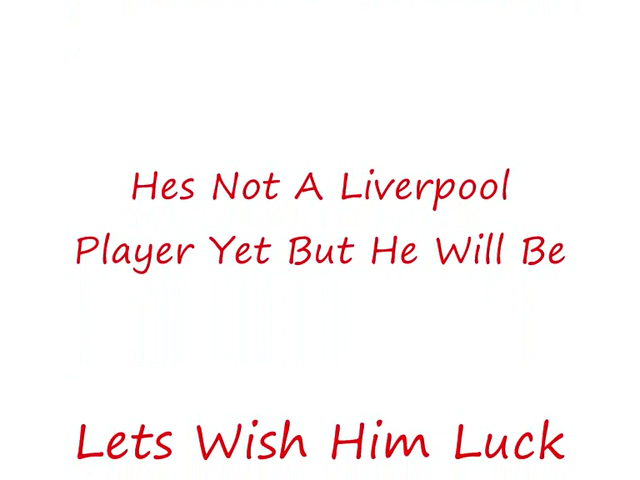 Hes Not A Liverpool
Player Yet But He Will Be
Lets Wish Him Luck